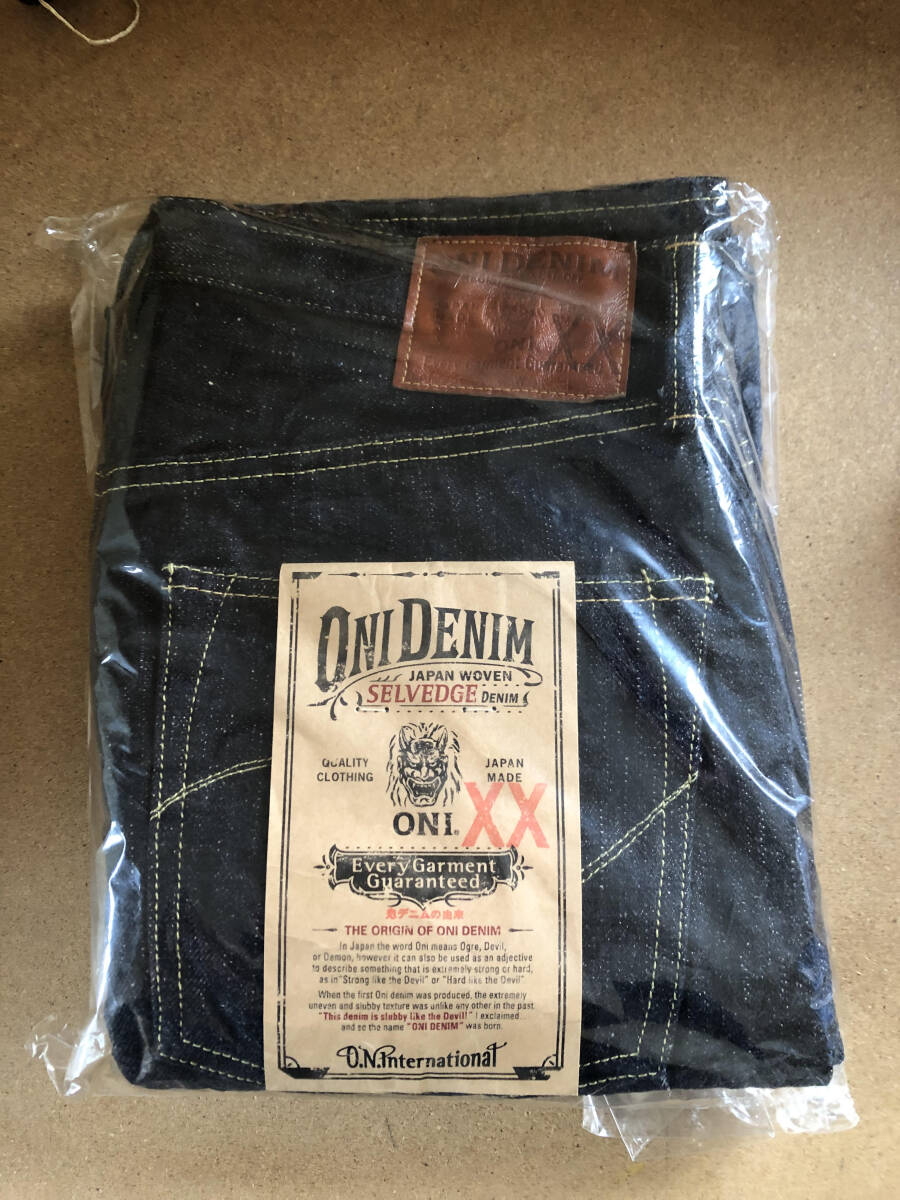 ONI DENIM
ONI XX
Garment Guaranteed
ONI DENIM
JAPAN WOVEN
SELVEDGE DENIM
QUALITY
CLOTHING
JAPAN
MADE
ONI®
XX
Every Garment
Guaranteed
鬼デニムの由来
THE ORIGIN OF ONI DENIM
In Japan the word Oni means Ogre, Devil,
or Demon, however it can also be used as an adjective
to describe something that is extremely strong or hard,
as in "Strong like the Devil" or "Hard like the Devil".
When the first Oni denim was produced, the extremely
uneven and slubby texture was unlike any other in the past.
"This denim is slubby like the Devil!" I exclaimed
and so the name "ONI DENIM" was born.
O.N.International